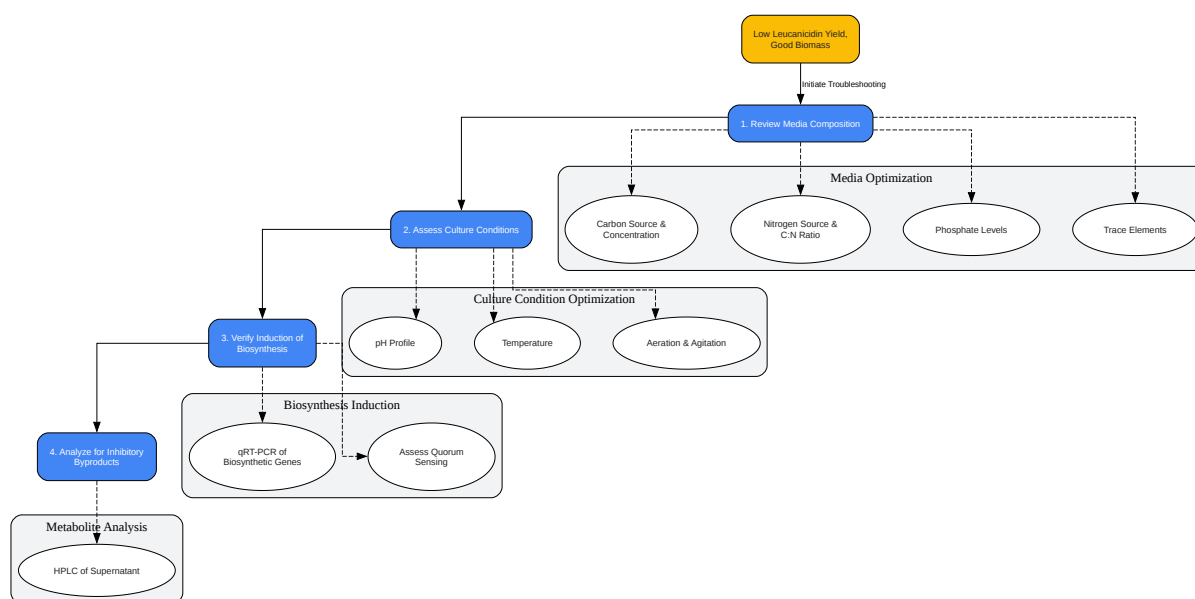 Low Leucanicidin Yield,
Good Biomass
Initiate Troubleshooting
1. Review Media Composition
Media Optimization
Carbon Source &
Concentration
Nitrogen Source &
C:N Ratio
Phosphate Levels
Trace Elements
2. Assess Culture Conditions
Culture Condition Optimization
pH Profile
Temperature
Aeration & Agitation
3. Verify Induction of
Biosynthesis
Biosynthesis Induction
qRT-PCR of
Biosynthetic Genes
Assess Quorum
Sensing
4. Analyze for Inhibitory
Byproducts
Metabolite Analysis
HPLC of Supernatant